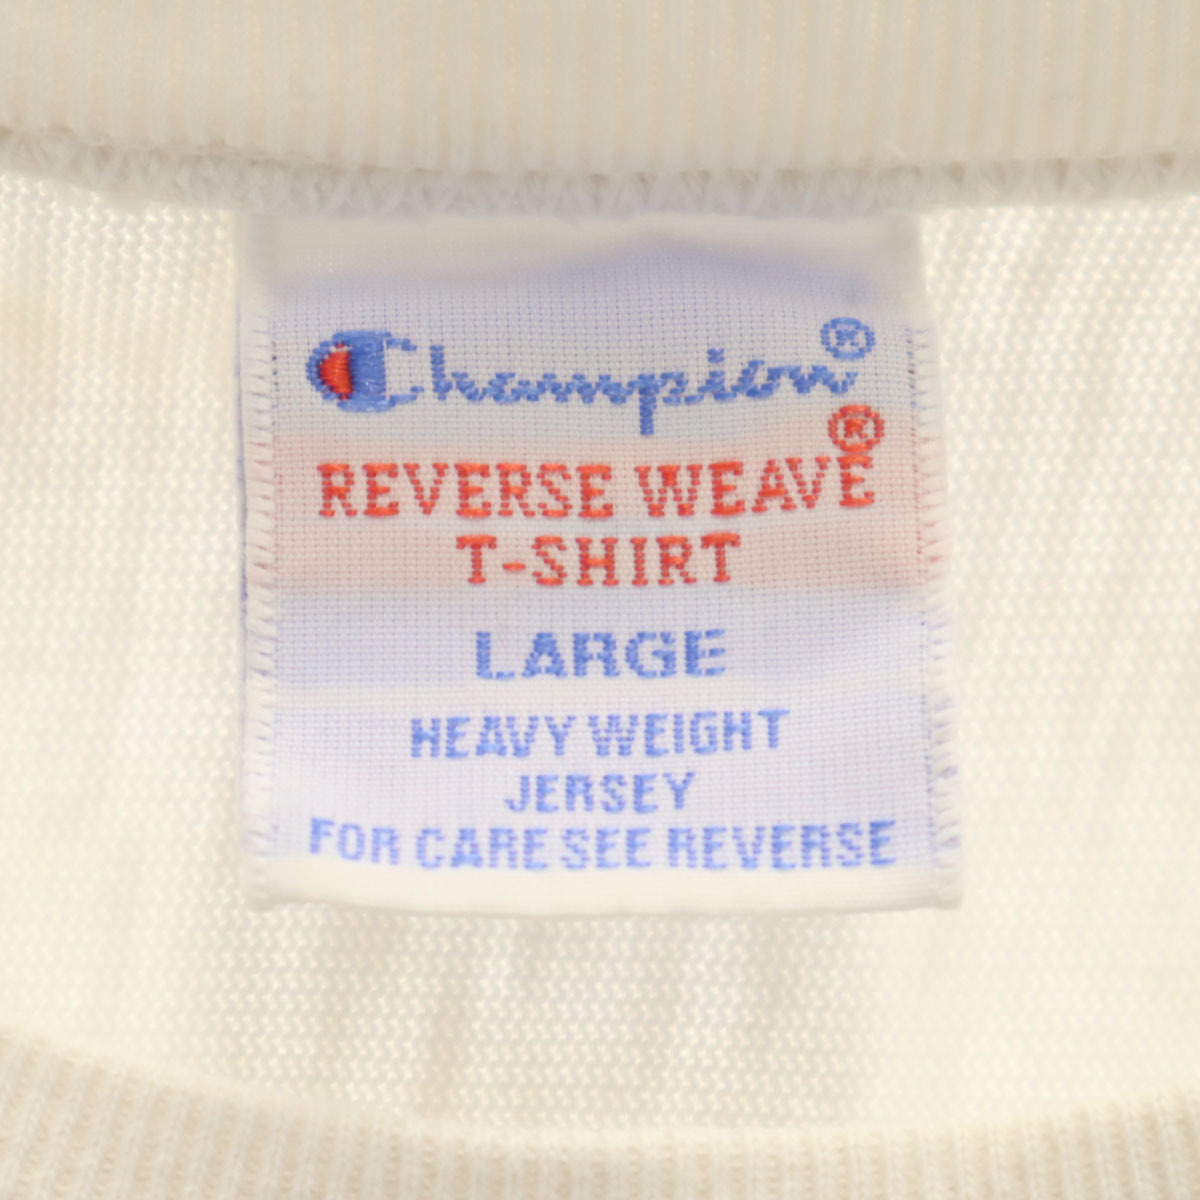 Champion®
REVERSE WEAVE®
T-SHIRT
LARGE
HEAVY WEIGHT
JERSEY
FOR CARE SEE REVERSE